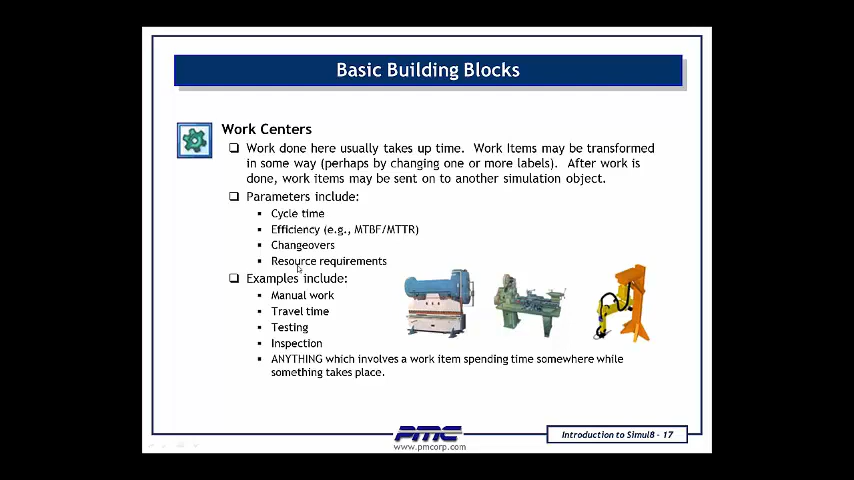 Basic Building Blocks
Work Centers
Work done here usually takes up time. Work Items may be transformed
in some way (perhaps by changing one or more labels). After work is
done, work items may be sent on to another simulation object.
Parameters include:
Cycle time
Efficiency (e.g., MTBF/MTTR)
Changeovers
Resource requirements
Examples include:
Manual work
Travel time
Testing
Inspection
ANYTHING which involves a work item spending time somewhere while
something takes place.
PMC
www.pmcorp.com
Introduction to Simul8 - 17